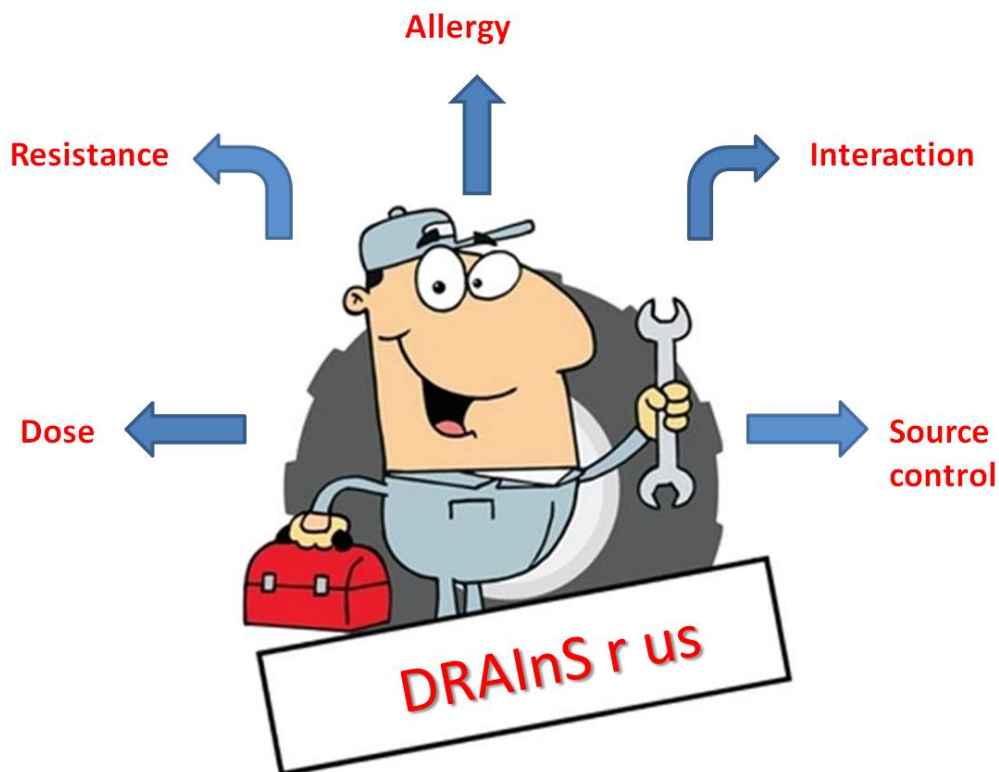 Allergy
Resistance
Interaction
Dose
Source
control
DRAInS r us